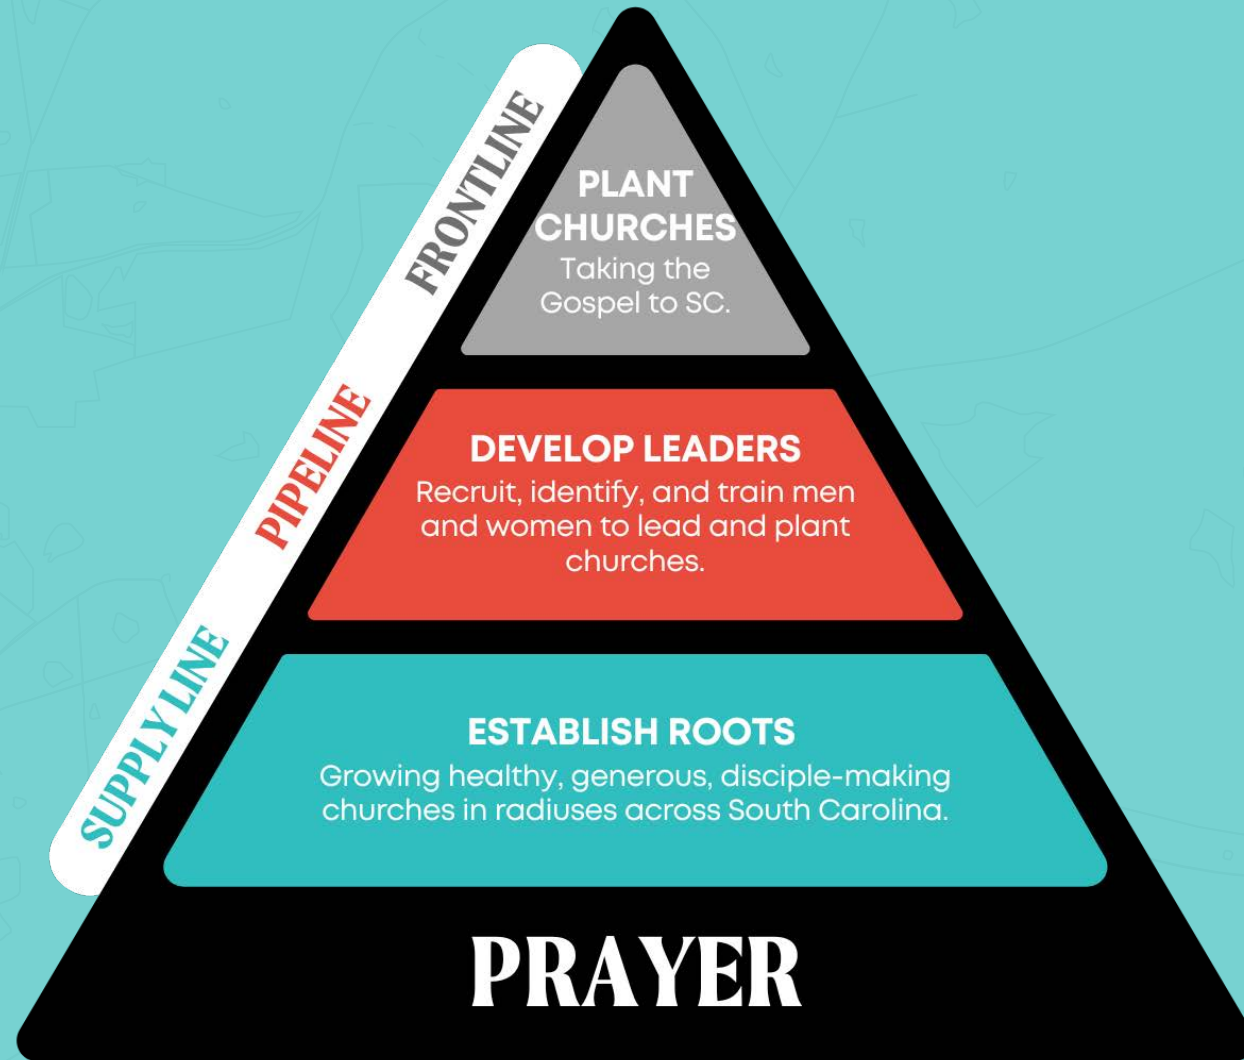 FRONTLINE
PLANT
CHURCHES
Taking the
Gospel to SC.
PIPELINE
DEVELOP LEADERS
Recruit, identify, and train men
and women to lead and plant
churches.
SUPPLY LINE
ESTABLISH ROOTS
Growing healthy, generous, disciple-making
churches in radiuses across South Carolina.
PRAYER